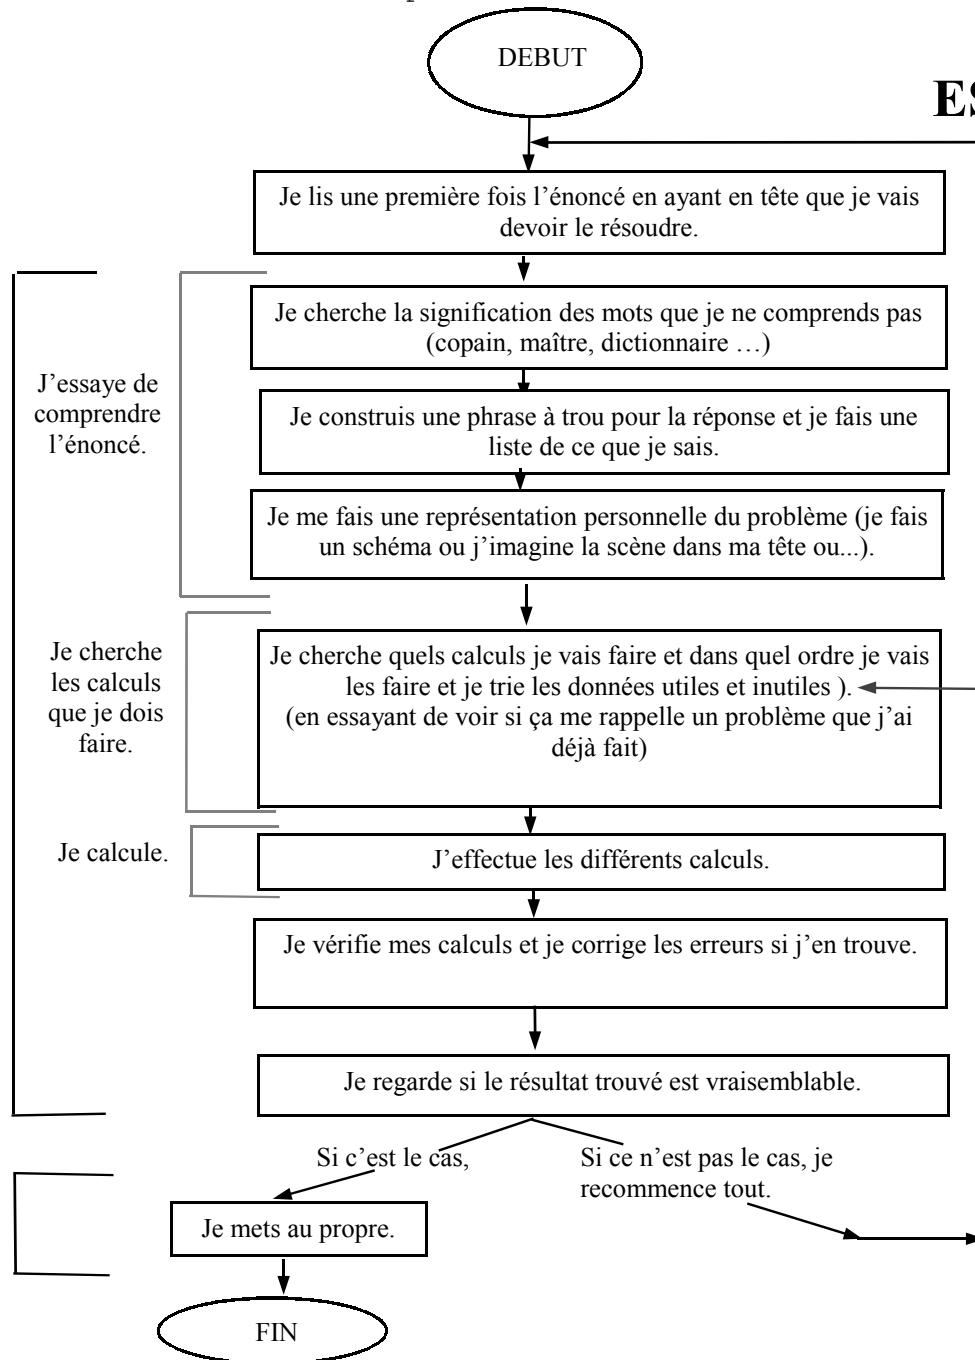 DEBUT
ES
Je lis une première fois l’énoncé en ayant en tête que je vais
devoir le résoudre.
Je cherche la signification des mots que je ne comprends pas
(copain, maître, dictionnaire …)
J’essaye de
comprendre
l’énoncé.
Je construis une phrase à trou pour la réponse et je fais une
liste de ce que je sais.
Je me fais une représentation personnelle du problème (je fais
un schéma ou j’imagine la scène dans ma tête ou...).
Je cherche
les calculs
que je dois
faire.
Je cherche quels calculs je vais faire et dans quel ordre je vais
les faire et je trie les données utiles et inutiles ).
(en essayant de voir si ça me rappelle un problème que j’ai
déjà fait)
Je calcule.
J’effectue les différents calculs.
Je vérifie mes calculs et je corrige les erreurs si j’en trouve.
Je regarde si le résultat trouvé est vraisemblable.
Si c’est le cas,
Si ce n’est pas le cas, je
recommence tout.
Je mets au propre.
FIN